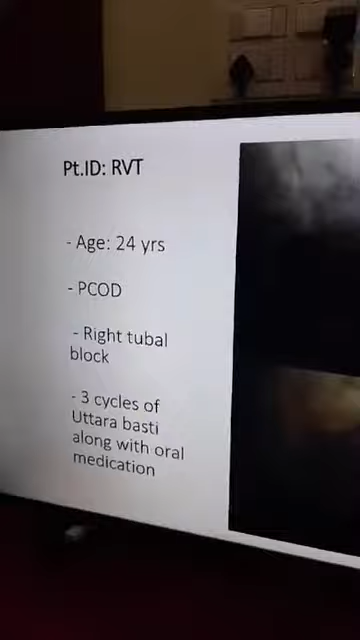 Pt.ID: RVT
- Age: 24 yrs
- PCOD
- Right tubal
block
- 3 cycles of
Uttara basti
along with oral
medication